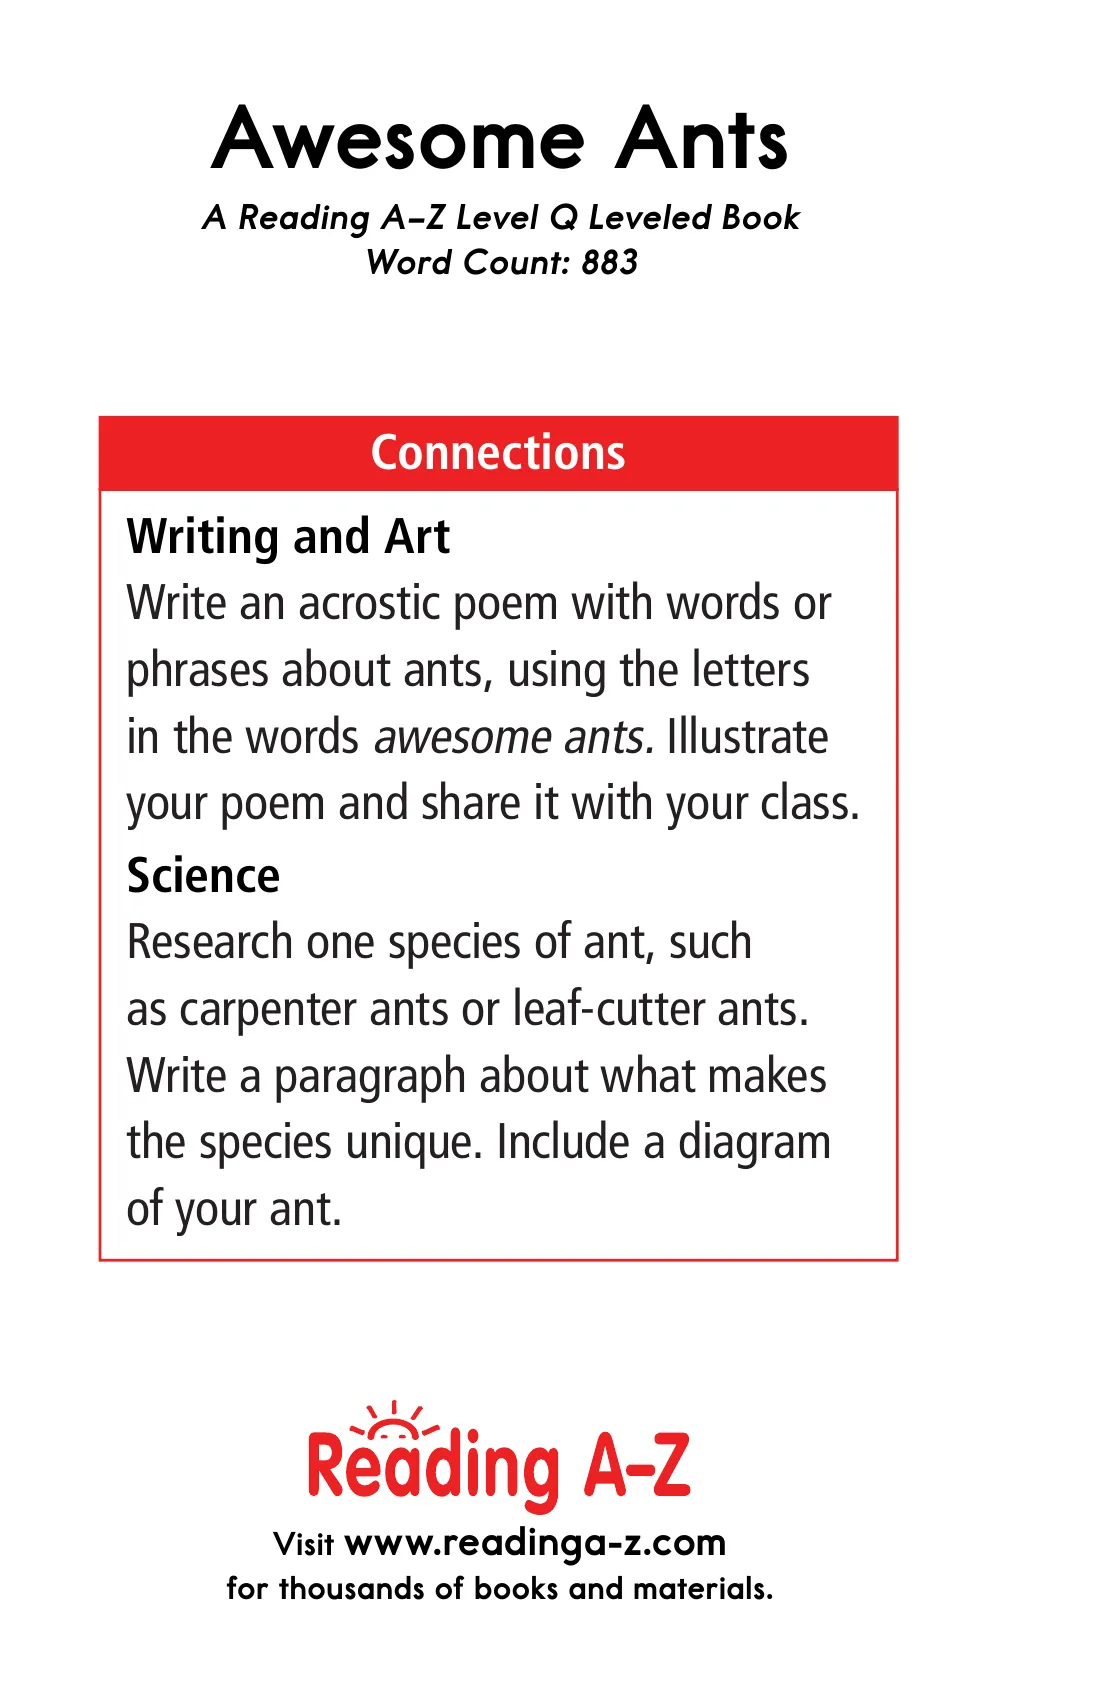 Awesome Ants
A Reading A–Z Level Q Leveled Book
Word Count: 883
Connections
Writing and Art
Write an acrostic poem with words or
phrases about ants, using the letters
in the words awesome ants. Illustrate
your poem and share it with your class.
Science
Research one species of ant, such
as carpenter ants or leaf-cutter ants.
Write a paragraph about what makes
the species unique. Include a diagram
of your ant.
Reading A–Z
Visit www.readinga-z.com
for thousands of books and materials.